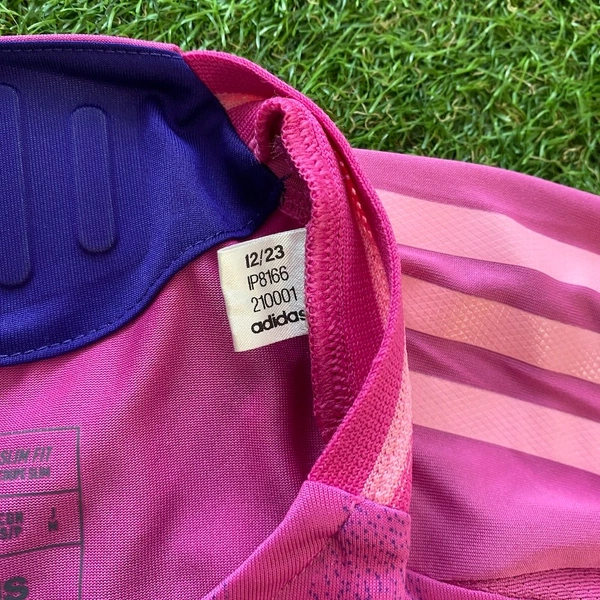 12/23
IP8166
210001
adidas
SLIM FIT
J
M
S